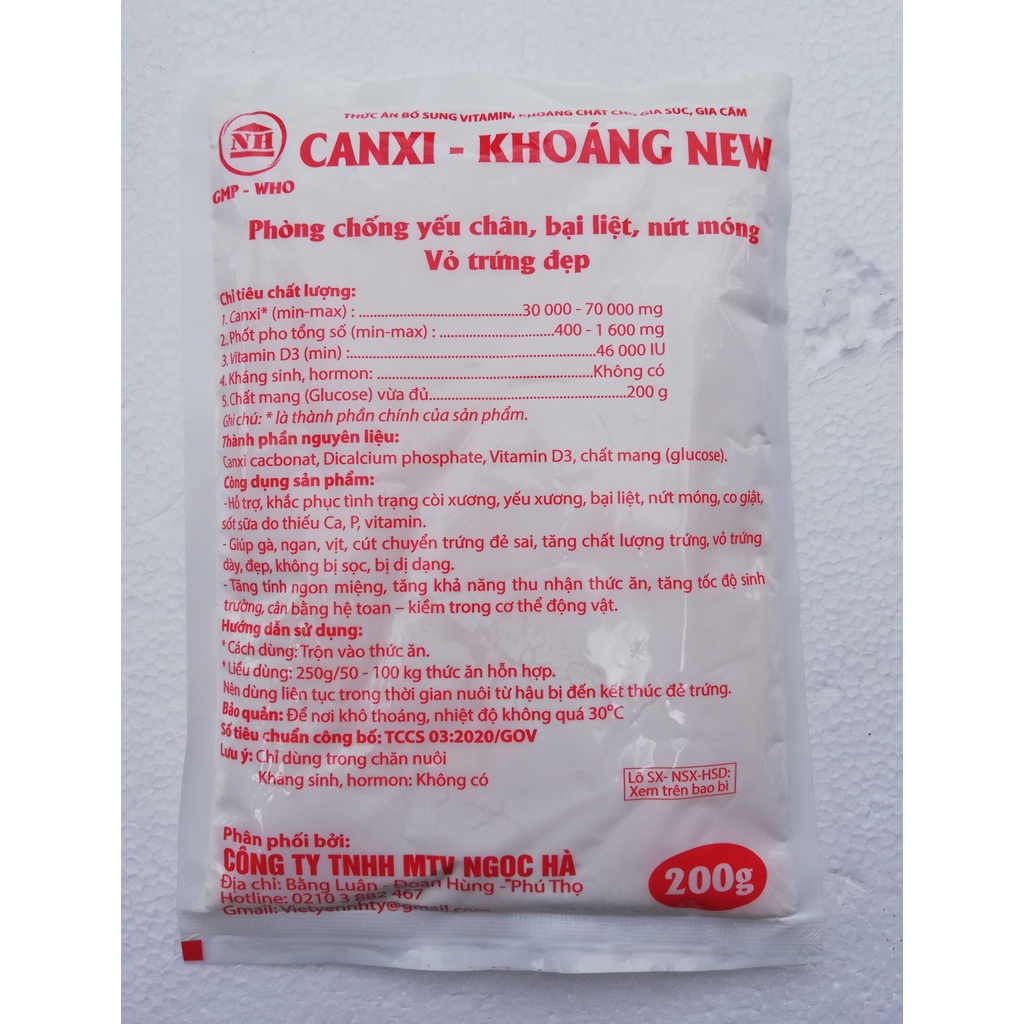 THỨC ĂN BỔ SUNG VITAMIN, KHOÁNG CHẤT CHO GIA SÚC, GIA CẦM
NH
CANXI - KHOÁNG NEW
GMP - WHO
Phòng chống yếu chân, bại liệt, nứt móng
Vỏ trứng đẹp
Chỉ tiêu chất lượng:
1. Canxi* (min-max) : ......................................30 000 - 70 000 mg
2. Phốt pho tổng số (min-max) : ..........................400 - 1 600 mg
3. Vitamin D3 (min) :........................................................46 000 IU
4. Kháng sinh, hormon: ..................................................Không có
5. Chất mang (Glucose) vừa đủ.............................................200 g
Ghi chú: * là thành phần chính của sản phẩm.
Thành phần nguyên liệu:
Canxi cacbonat, Dicalcium phosphate, Vitamin D3, chất mang (glucose).
Công dụng sản phẩm:
- Hỗ trợ, khắc phục tình trạng còi xương, yếu xương, bại liệt, nứt móng, co giật,
sốt sữa do thiếu Ca, P, vitamin.
- Giúp gà, ngan, vịt, cút chuyển trứng đẻ sai, tăng chất lượng trứng, vỏ trứng
dày, đẹp, không bị sọc, bị dị dạng.
- Tăng tính ngon miệng, tăng khả năng thu nhận thức ăn, tăng tốc độ sinh
trưởng, cân bằng hệ toan – kiềm trong cơ thể động vật.
Hướng dẫn sử dụng:
* Cách dùng: Trộn vào thức ăn.
* Liều dùng: 250g/50 - 100 kg thức ăn hỗn hợp.
Nên dùng liên tục trong thời gian nuôi từ hậu bị đến kết thúc đẻ trứng.
Bảo quản: Để nơi khô thoáng, nhiệt độ không quá 30°C
Số tiêu chuẩn công bố: TCCS 03:2020/GOV
Lưu ý: Chỉ dùng trong chăn nuôi
Kháng sinh, hormon: Không có
Lô SX- NSX-HSD:
Xem trên bao bì
Phân phối bởi:
CÔNG TY TNHH MTV NGỌC HÀ
Địa chỉ: Bằng Luân - Đoan Hùng - Phú Thọ
Hotline: 0210 3 882 467
Gmail: Vietyennhty@gmail.com
200g